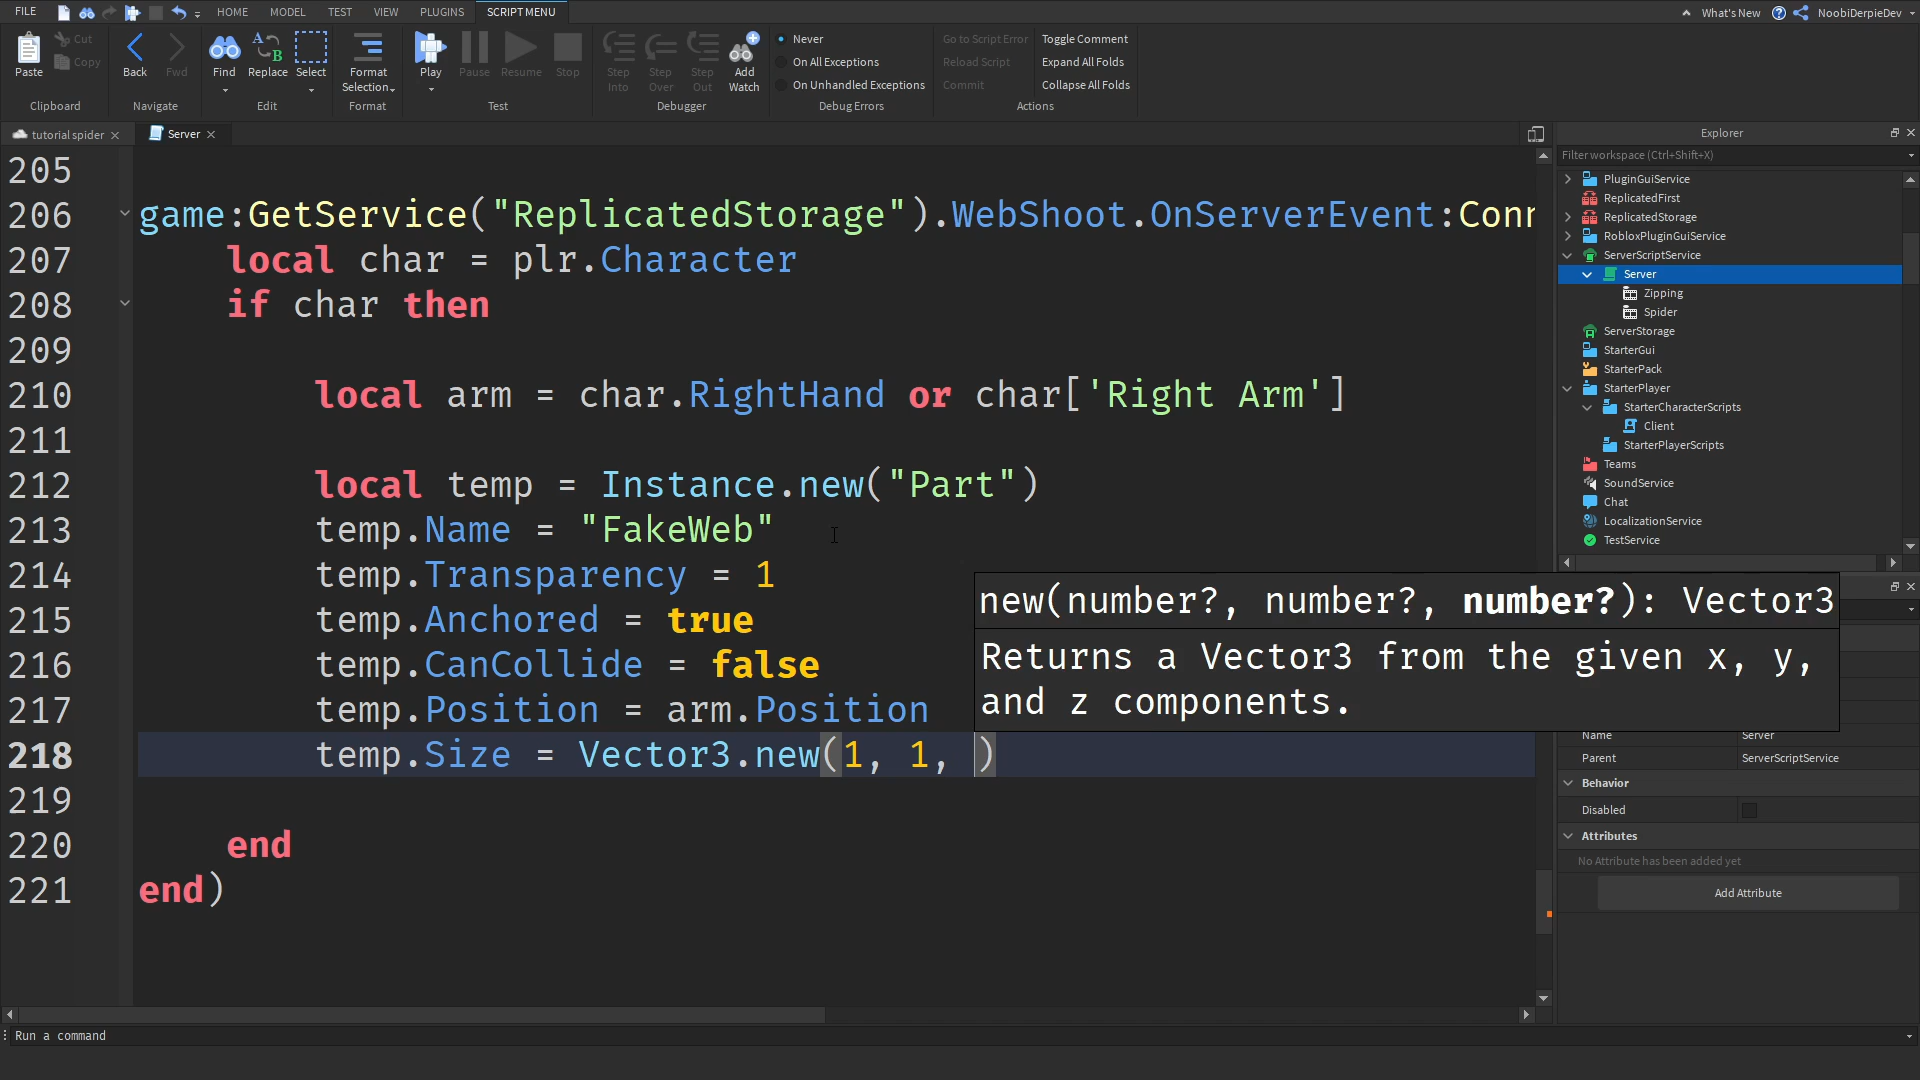 FILE
HOME
MODEL
TEST
VIEW
PLUGINS
SCRIPT MENU
What's New
NoobiDerpieDev
Paste
Cut
Copy
Clipboard
Back
Fwd
Navigate
Find
Replace
Select
Edit
Format
Selection
Format
Play
Pause
Resume
Stop
Test
Step
Into
Step
Over
Step
Out
Add
Watch
Debugger
Never
On All Exceptions
On Unhandled Exceptions
Debug Errors
Go to Script Error
Reload Script
Commit
Toggle Comment
Expand All Folds
Collapse All Folds
Actions
tutorial spider
Server
205
206 game:GetService("ReplicatedStorage").WebShoot.OnServerEvent:Conn
207 local char = plr.Character
208 if char then
209
210 local arm = char.RightHand or char['Right Arm']
211
212 local temp = Instance.new("Part")
213 temp.Name = "FakeWeb"
214 temp.Transparency = 1
215 temp.Anchored = true
216 temp.CanCollide = false
217 temp.Position = arm.Position
218 temp.Size = Vector3.new(1, 1, )
219
220 end
221 end)
new(number?, number?, number?): Vector3
Returns a Vector3 from the given x, y,
and z components.
Explorer
Filter workspace (Ctrl+Shift+X)
PluginGuiService
ReplicatedFirst
ReplicatedStorage
RobloxPluginGuiService
ServerScriptService
Server
Zipping
Spider
ServerStorage
StarterGui
StarterPack
StarterPlayer
StarterCharacterScripts
Client
StarterPlayerScripts
Teams
SoundService
Chat
LocalizationService
TestService
Name Server
Parent ServerScriptService
Behavior
Disabled
Attributes
No Attribute has been added yet
Add Attribute
Run a command